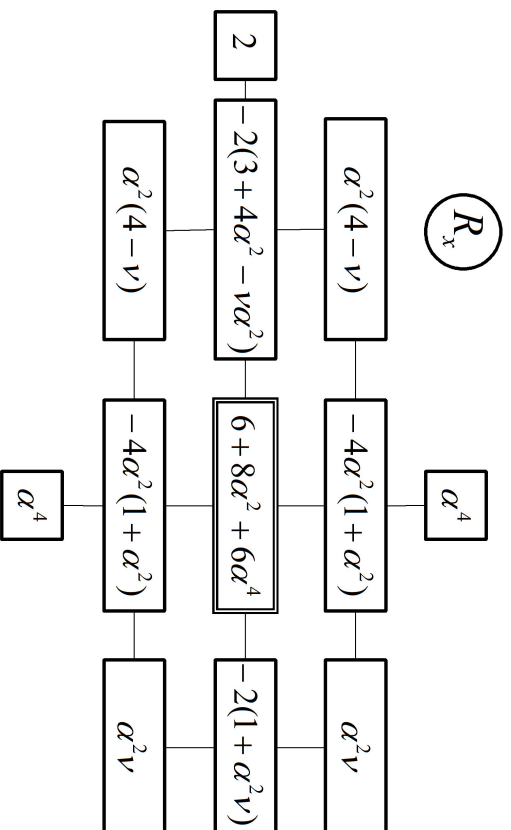 Rₓ
α⁴
α²(4 − ν)
− 4α²(1 + α²)
α²ν
2
− 2(3 + 4α² − να²)
6 + 8α² + 6α⁴
− 2(1 + α²ν)
α²(4 − ν)
− 4α²(1 + α²)
α²ν
α⁴